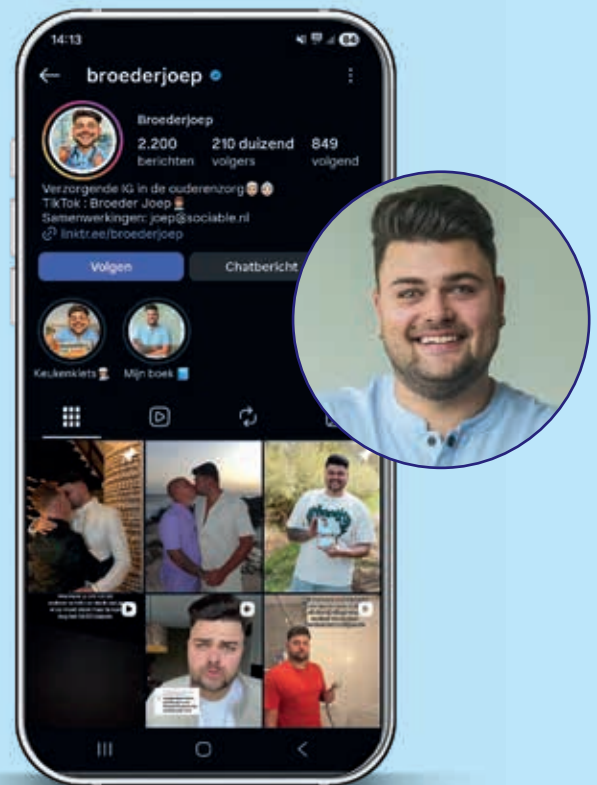 14:13
84
broederjoep
Broederjoep
2.200 210 duizend 849
berichten volgers volgend
Verzorgende IG in de ouderenzorg
TikTok : Broeder Joep
Samenwerkingen: joep@sociable.nl
linktr.ee/broederjoep
Volgen Chatbericht
Keukenklets Mijn boek